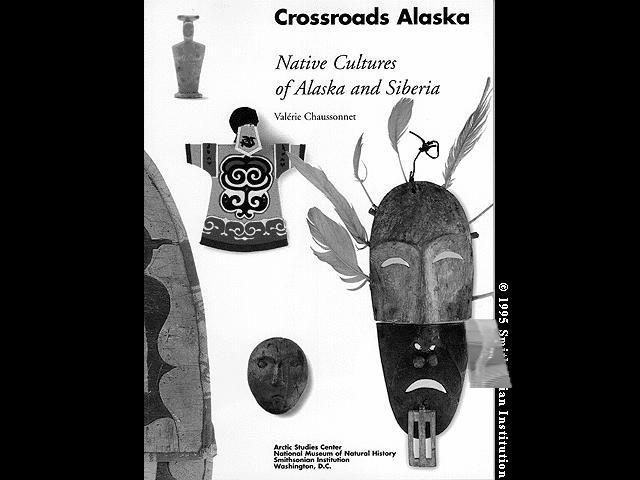 Crossroads Alaska
Native Cultures
of Alaska and Siberia
Valérie Chaussonnet
Arctic Studies Center
National Museum of Natural History
Smithsonian Institution
Washington, D.C.
© 1995 Institution